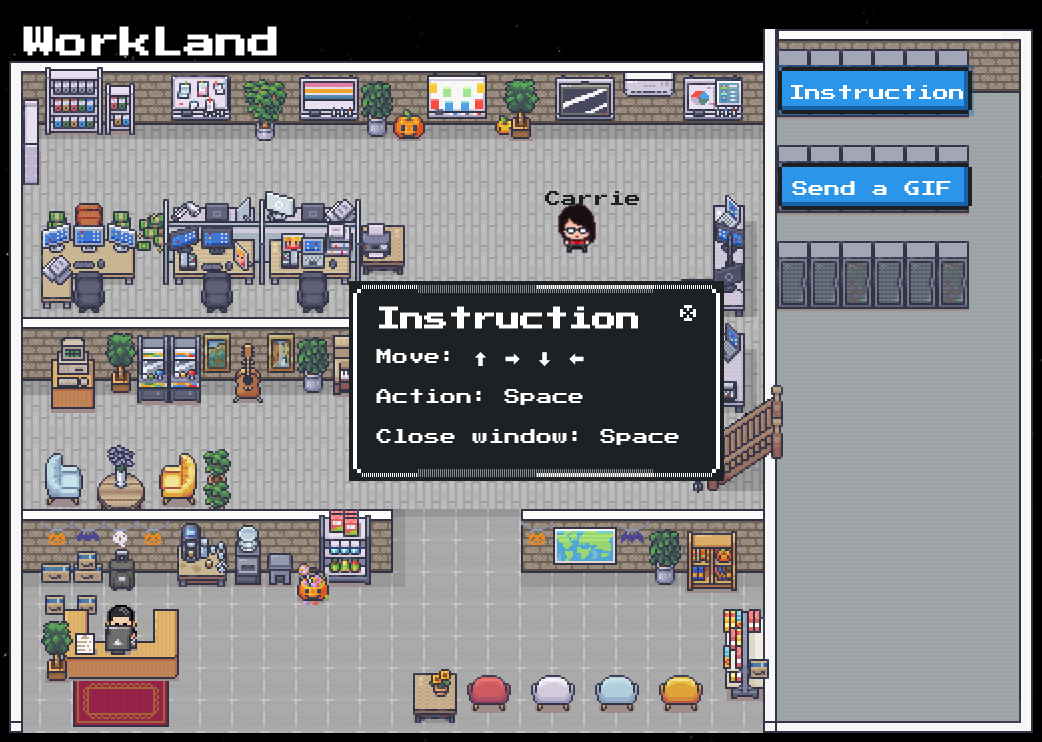 WorkLand
Instruction
Send a GIF
Carrie
Instruction
Move: ↑ → ↓ ←
Action: Space
Close window: Space